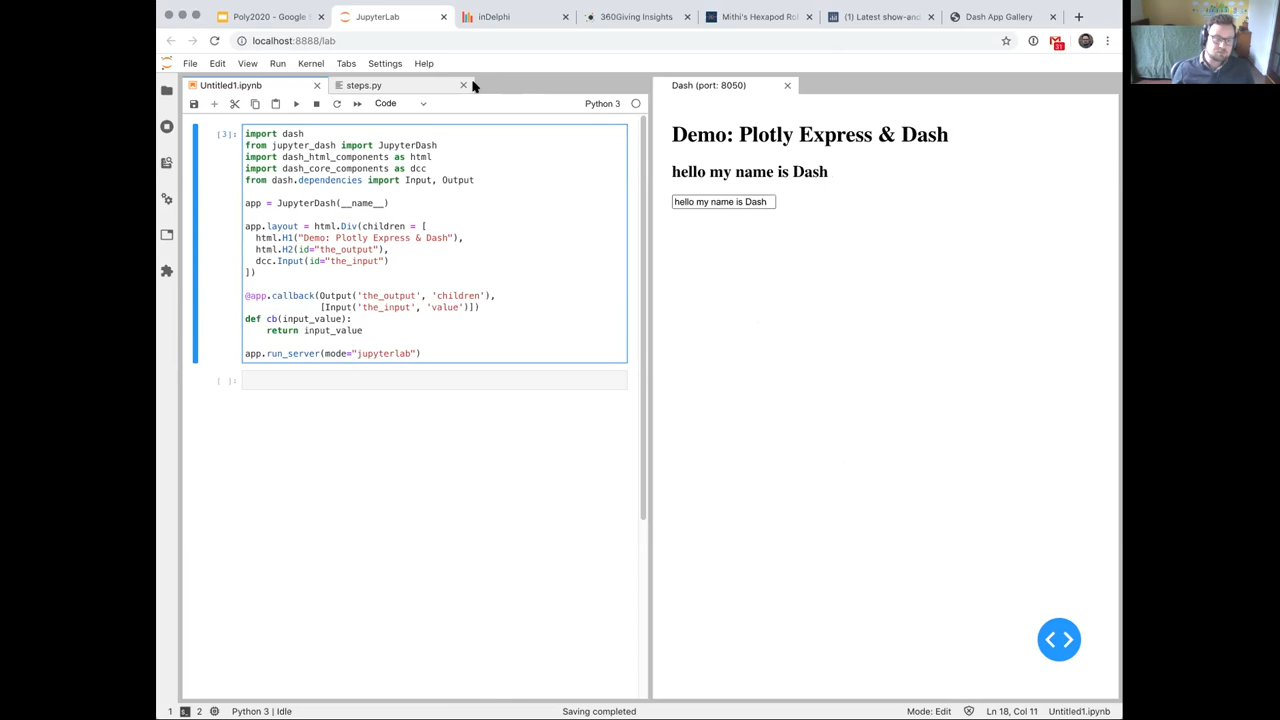 Poly2020 - Google S
JupyterLab
inDelphi
360Giving Insights
Mithi's Hexapod Ro
(1) Latest show-and
Dash App Gallery
localhost:8888/lab
31
File Edit View Run Kernel Tabs Settings Help
Untitled1.ipynb
steps.py
Dash (port: 8050)
Code
Python 3
[3]:
import dash
from jupyter_dash import JupyterDash
import dash_html_components as html
import dash_core_components as dcc
from dash.dependencies import Input, Output
app = JupyterDash(__name__)
app.layout = html.Div(children = [
html.H1("Demo: Plotly Express & Dash"),
html.H2(id="the_output"),
dcc.Input(id="the_input")
])
@app.callback(Output('the_output', 'children'),
[Input('the_input', 'value')])
def cb(input_value):
return input_value
app.run_server(mode="jupyterlab")
[ ]:
Demo: Plotly Express & Dash
hello my name is Dash
hello my name is Dash
1
2
Python 3 | Idle
Saving completed
Mode: Edit
Ln 18, Col 11
Untitled1.ipynb